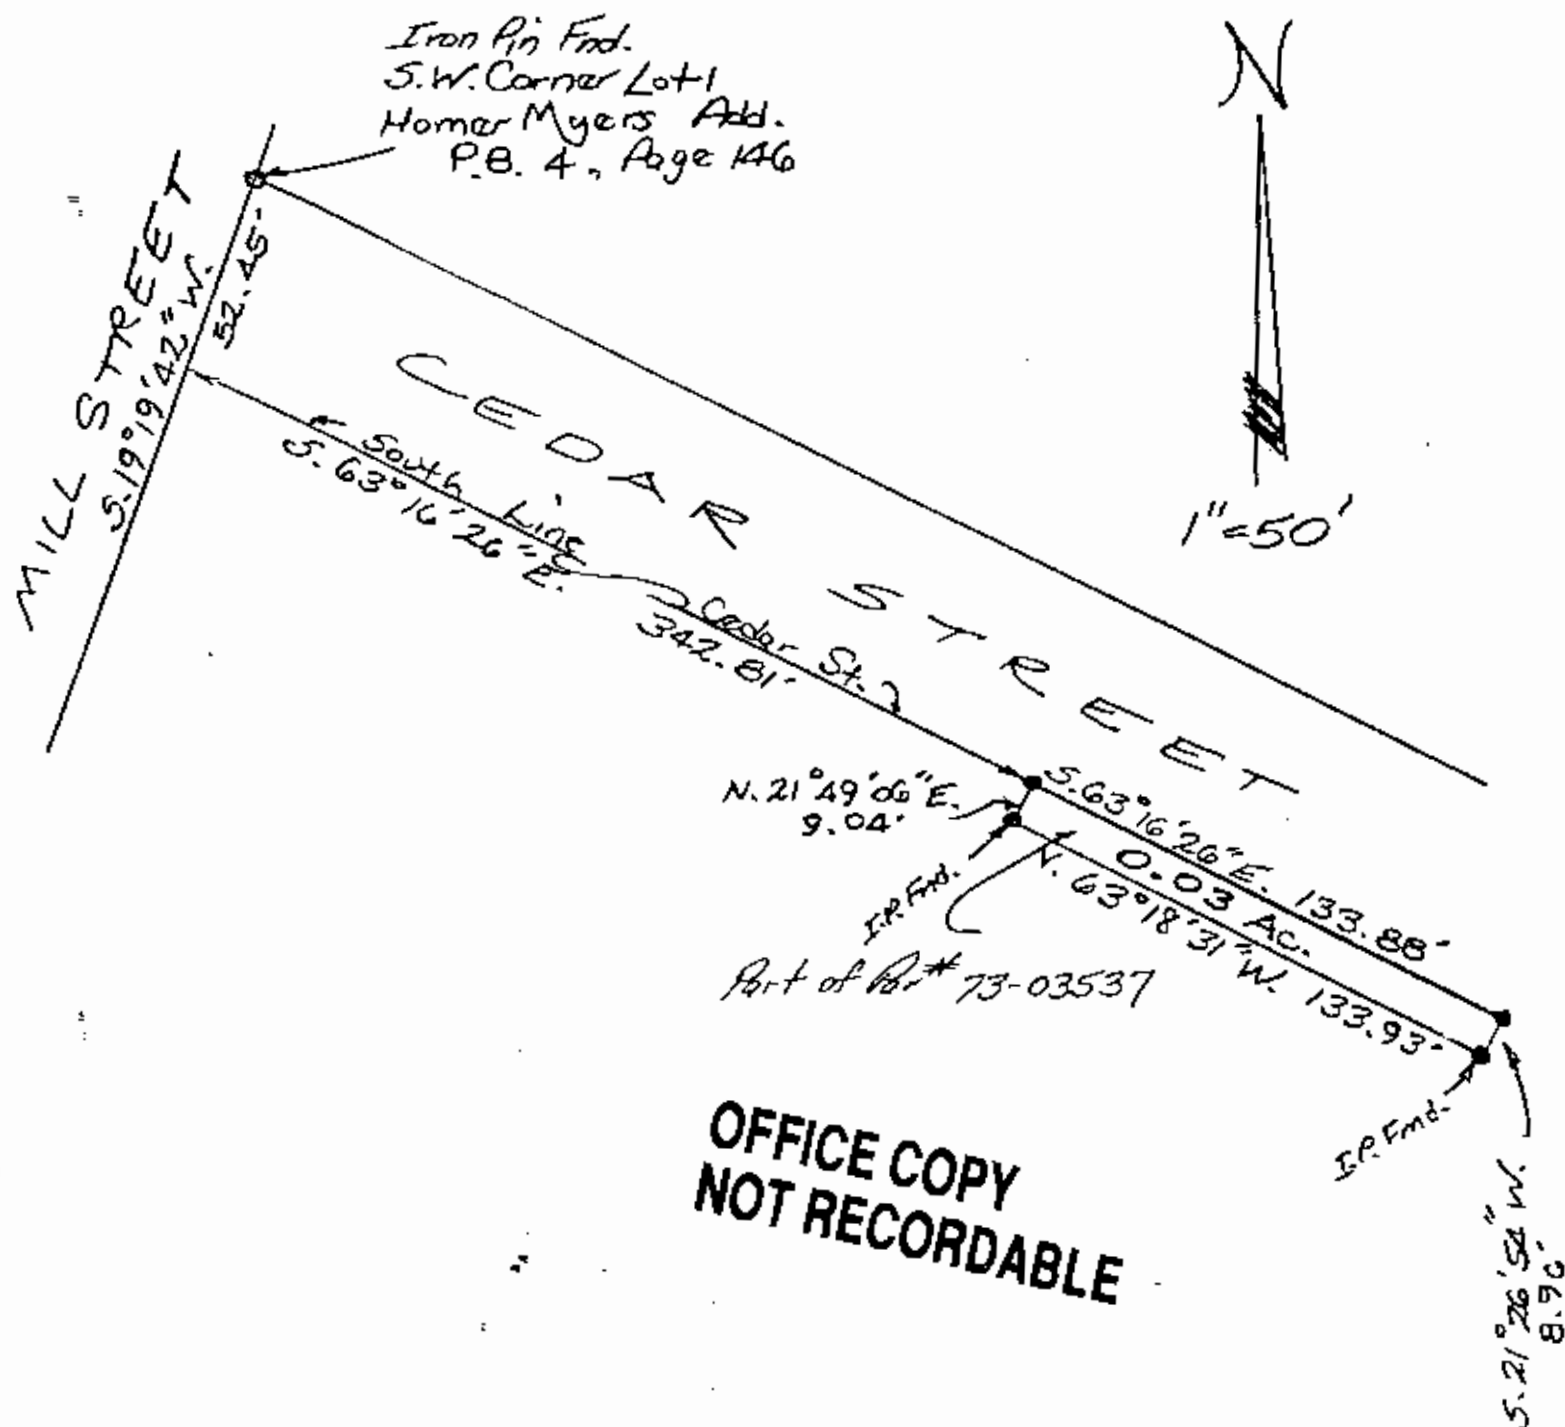 Iron Pin Fnd.
S.W. Corner Lot 1
Homer Myers Add.
P.B. 4, Page 146
N
1"=50'
MILL STREET
S. 19°19'42" W.
52.45'
CEDAR STREET
South Line Cedar St.
S. 63°16'26" E. 342.81'
N. 21°49'06" E.
9.04'
S. 63°16'26" E. 133.88'
0.03 Ac.
N. 63°18'31" W. 133.93'
I.P. Fnd.
Part of Par# 73-03537
I.P. Fnd.
S. 21°26'54" W.
8.96'
OFFICE COPY
NOT RECORDABLE